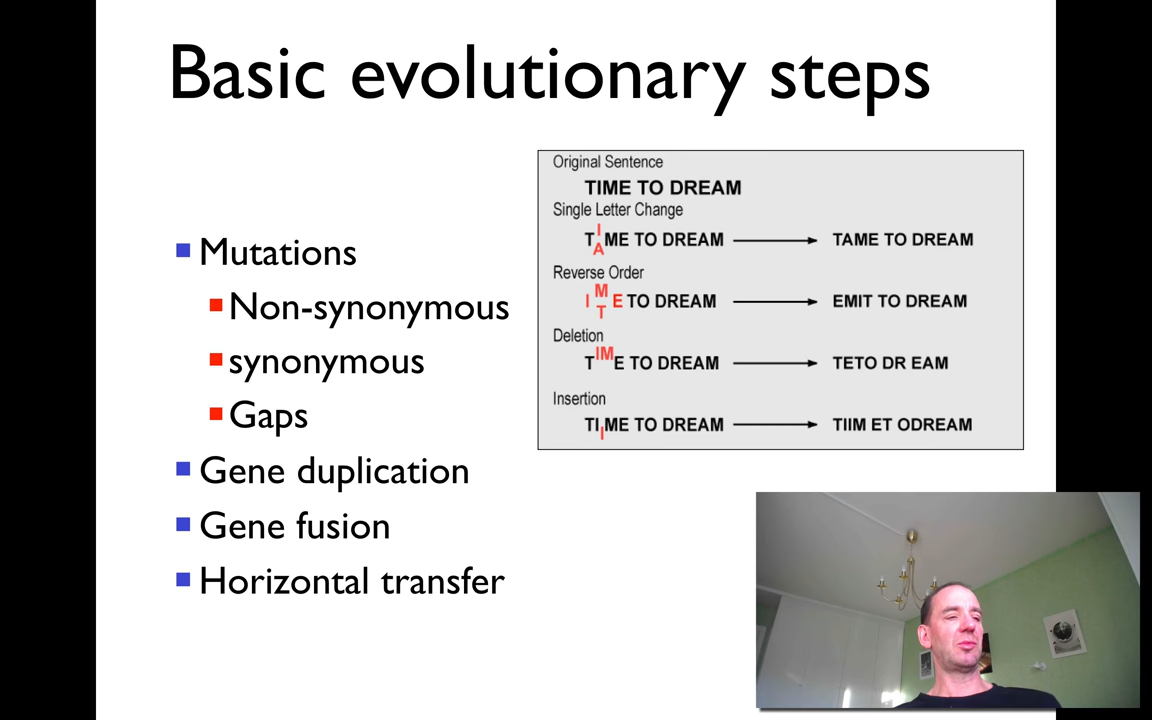 Basic evolutionary steps
Mutations
Non-synonymous
synonymous
Gaps
Gene duplication
Gene fusion
Horizontal transfer
Original Sentence
TIME TO DREAM
Single Letter Change
T I A ME TO DREAM → TAME TO DREAM
Reverse Order
I M T E TO DREAM → EMIT TO DREAM
Deletion
T IM E TO DREAM → TETO DR EAM
Insertion
TI I ME TO DREAM → TIIM ET ODREAM